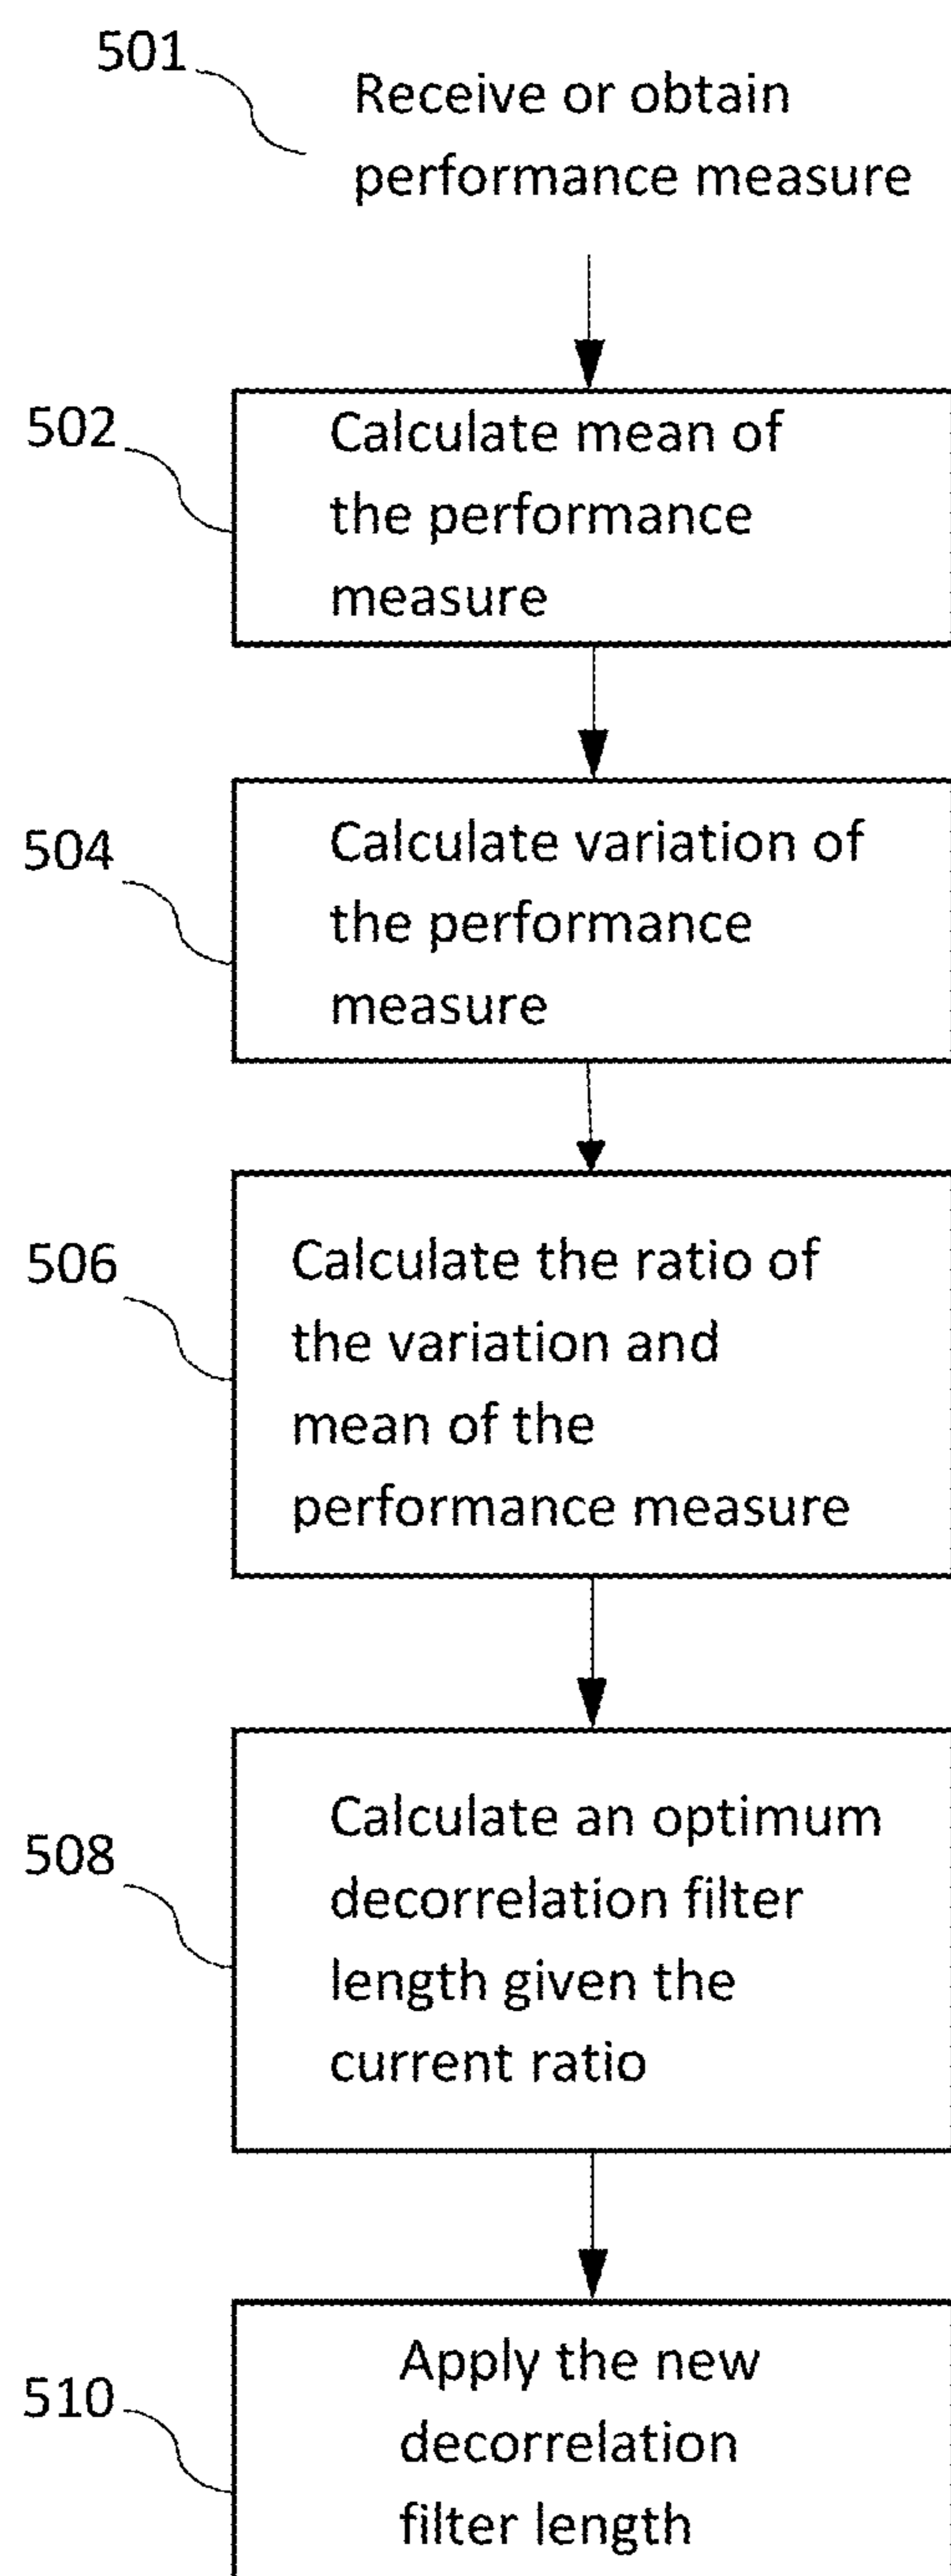 501
Receive or obtain
performance measure
502
Calculate mean of
the performance
measure
504
Calculate variation of
the performance
measure
506
Calculate the ratio of
the variation and
mean of the
performance measure
508
Calculate an optimum
decorrelation filter
length given the
current ratio
510
Apply the new
decorrelation
filter length